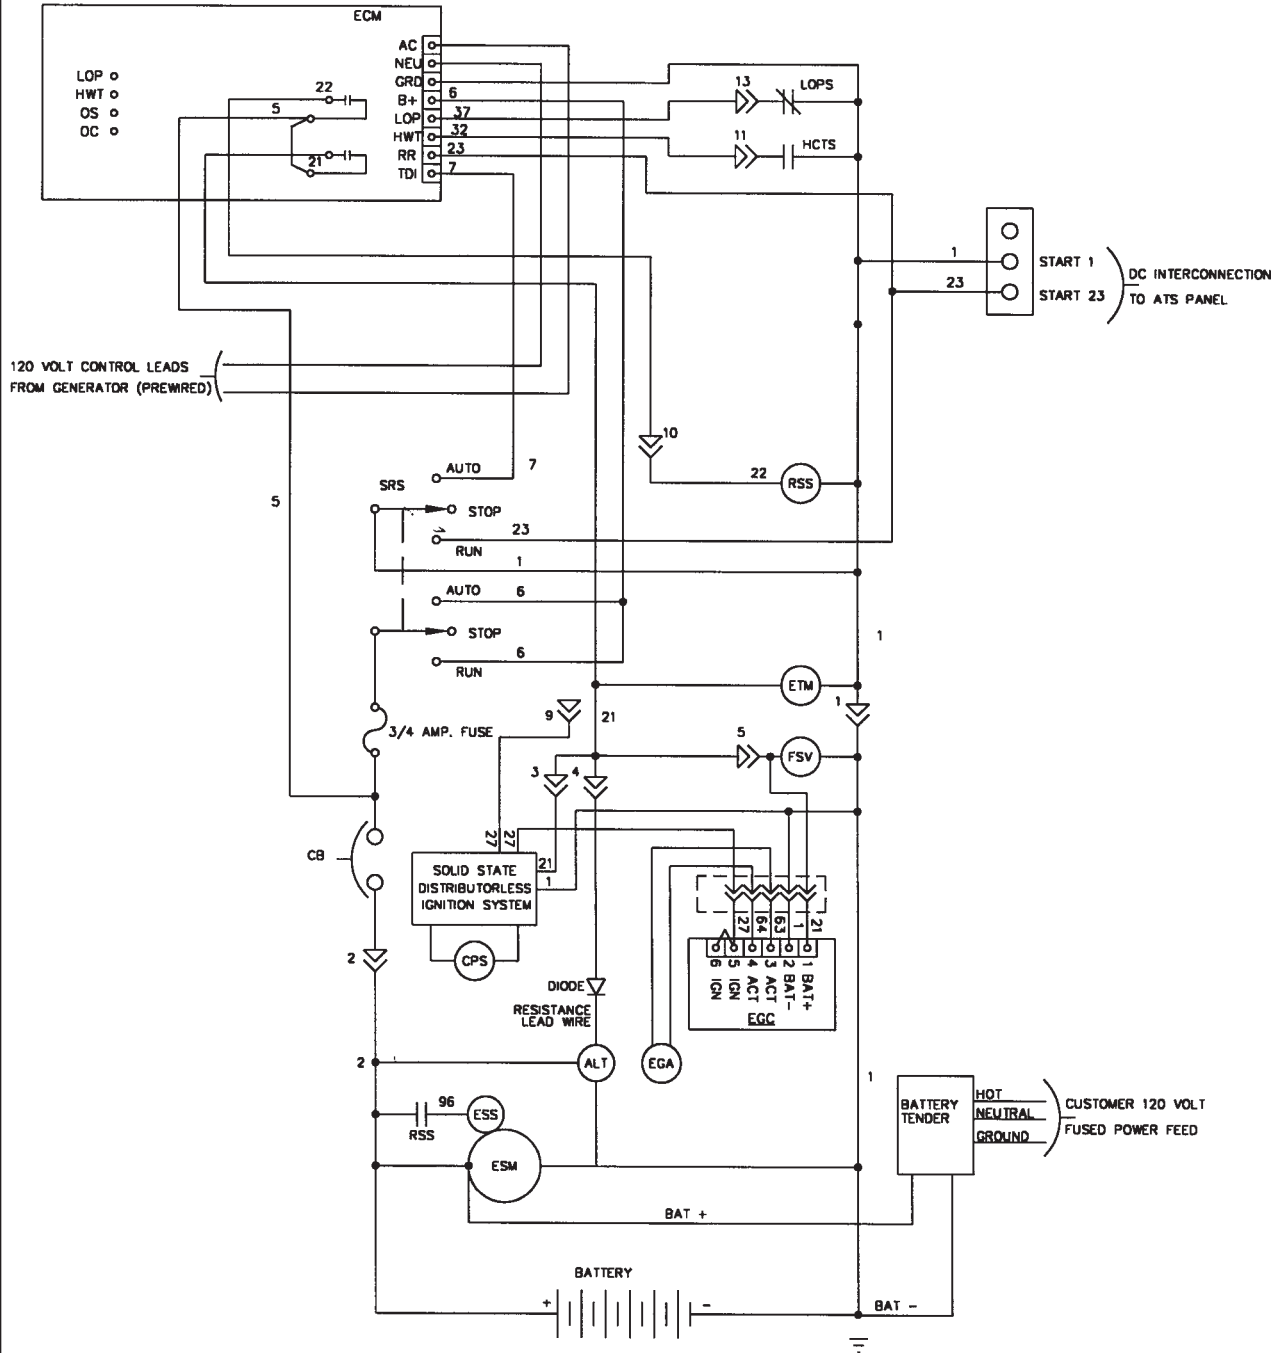 ECM
AC
NEU
GRD
B+
LOP
HWT
RR
TDI
6
37
32
23
7
LOP
HWT
OS
OC
22
5
21
13
LOPS
11
HCTS
1
START 1
23
START 23
DC INTERCONNECTION
TO ATS PANEL
120 VOLT CONTROL LEADS
FROM GENERATOR (PREWIRED)
10
22
RSS
5
SRS
AUTO
7
STOP
23
RUN
1
AUTO
6
STOP
6
RUN
1
ETM
1
9
21
3/4 AMP. FUSE
5
FSV
3
4
27
27
CB
SOLID STATE
DISTRIBUTORLESS
IGNITION SYSTEM
21
1
CPS
27
64
63
1
21
6 IGN
5 IGN
4 ACT
3 ACT
2 BAT-
1 BAT+
EGC
2
DIODE
RESISTANCE
LEAD WIRE
2
ALT
EGA
1
96
ESS
RSS
ESM
BATTERY
TENDER
HOT
NEUTRAL
GROUND
CUSTOMER 120 VOLT
FUSED POWER FEED
BAT +
BATTERY
+
-
BAT -